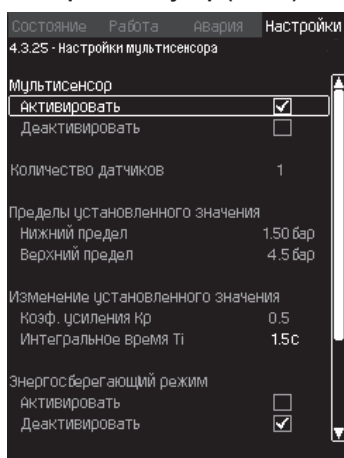 Состояние Работа Авария Настройки
4.3.25 - Настройки мультисенсора
Мультисенсор
Активировать
Деактивировать
Количество датчиков 1
Пределы установленного значения
Нижний предел 1.50 бар
Верхний предел 4.5 бар
Изменение установленного значения
Коэф. усиления Kp 0.5
Интегральное время Ti 1.5с
Энергосберегающий режим
Активировать
Деактивировать